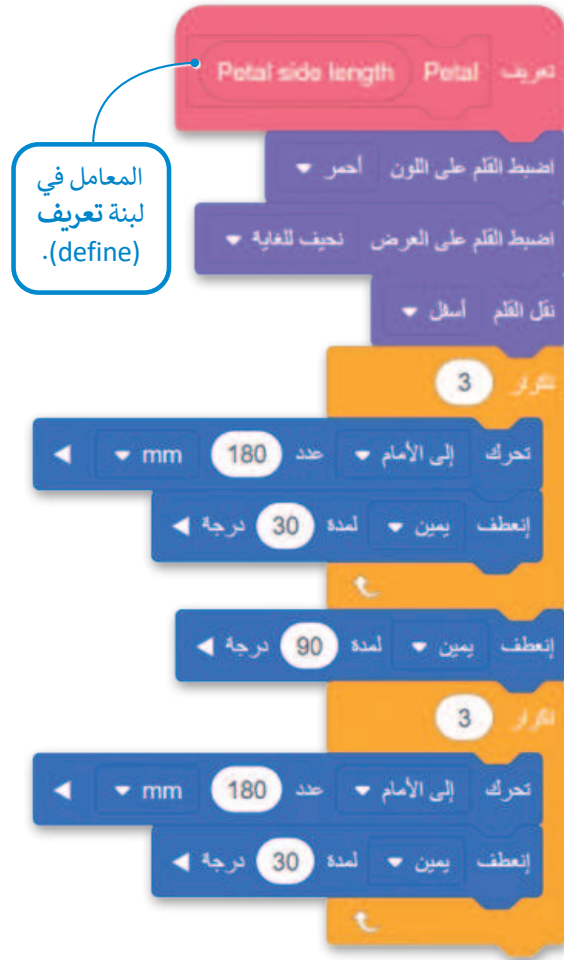 تعريف Petal Petal side length
المعامل في
لبنة تعريف
(define).
اضبط القلم على اللون أحمر
اضبط القلم على العرض نحيف للغاية
نقل القلم أسفل
تكرار 3
تحرك إلى الأمام عدد 180 mm
إنعطف يمين لمدة 30 درجة
إنعطف يمين لمدة 90 درجة
تكرار 3
تحرك إلى الأمام عدد 180 mm
إنعطف يمين لمدة 30 درجة